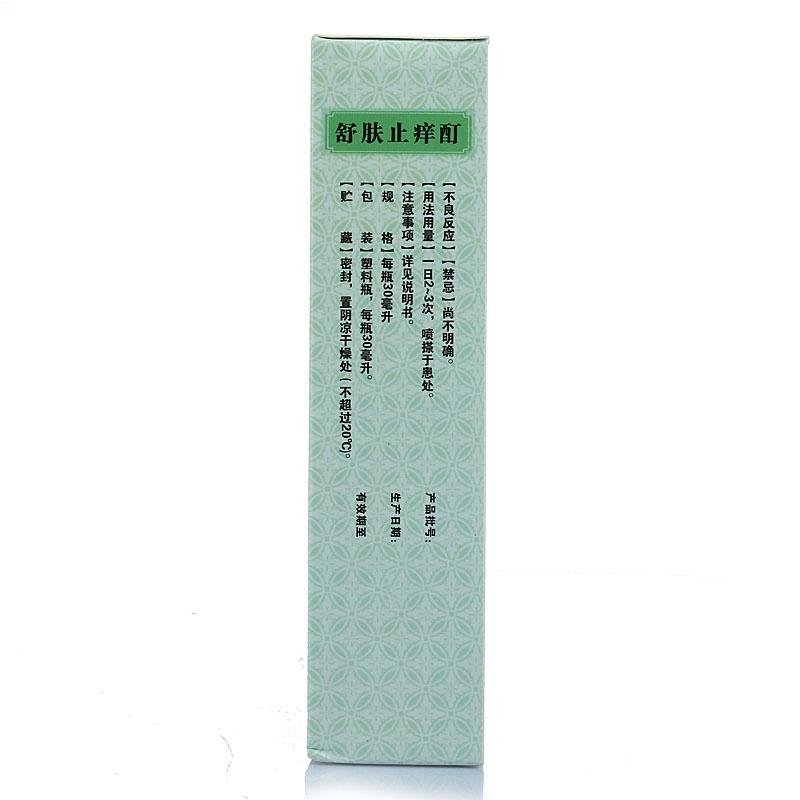 舒肤止痒酊
【不良反应】【禁忌】尚不明确。
【用法用量】一日2~3次，喷搽于患处。
【注意事项】详见说明书。
【规格】每瓶30毫升
【包装】塑料瓶，每瓶30毫升。
【贮藏】密封，置阴凉干燥处（不超过20℃）。
产品批号：
生产日期：
有效期至